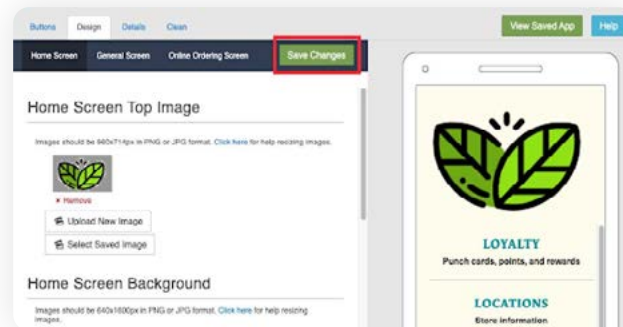 Buttons Design Details Clean View Saved App Help
Home Screen General Screen Online Ordering Screen Save Changes
Home Screen Top Image
Images should be 960x714px in PNG or JPG format. Click here for help resizing images.
x Remove
Upload New Image
Select Saved Image
Home Screen Background
Images should be 640x1600px in PNG or JPG format. Click here for help resizing
images.
LOYALTY
Punch cards, points, and rewards
LOCATIONS
Store information